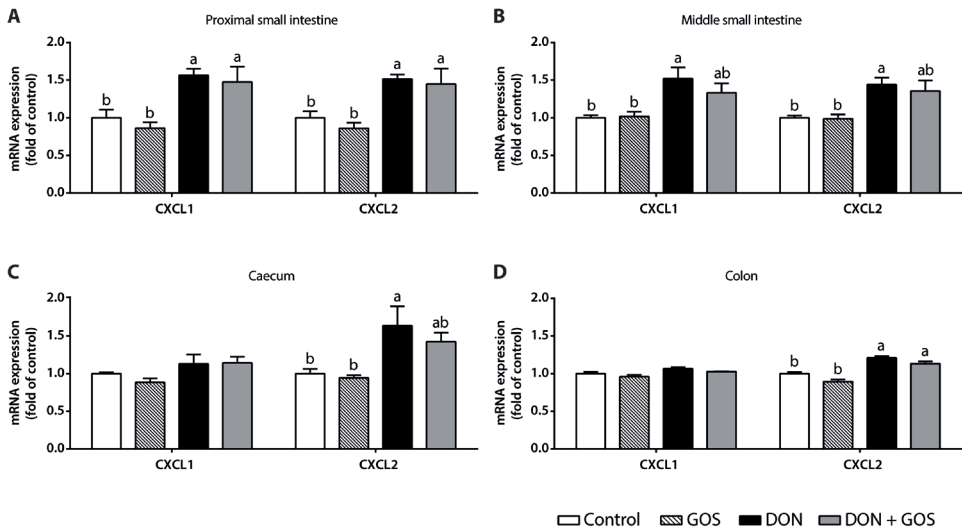 A
Proximal small intestine
mRNA expression
(fold of control)
2.0
1.5
1.0
0.5
0.0
b b a a
b b a a
CXCL1 CXCL2
B
Middle small intestine
mRNA expression
(fold of control)
2.0
1.5
1.0
0.5
0.0
b b a ab
b b a ab
CXCL1 CXCL2
C
Caecum
mRNA expression
(fold of control)
2.0
1.5
1.0
0.5
0.0
b b a ab
CXCL1 CXCL2
D
Colon
mRNA expression
(fold of control)
2.0
1.5
1.0
0.5
0.0
b b a a
CXCL1 CXCL2
Control GOS DON DON + GOS